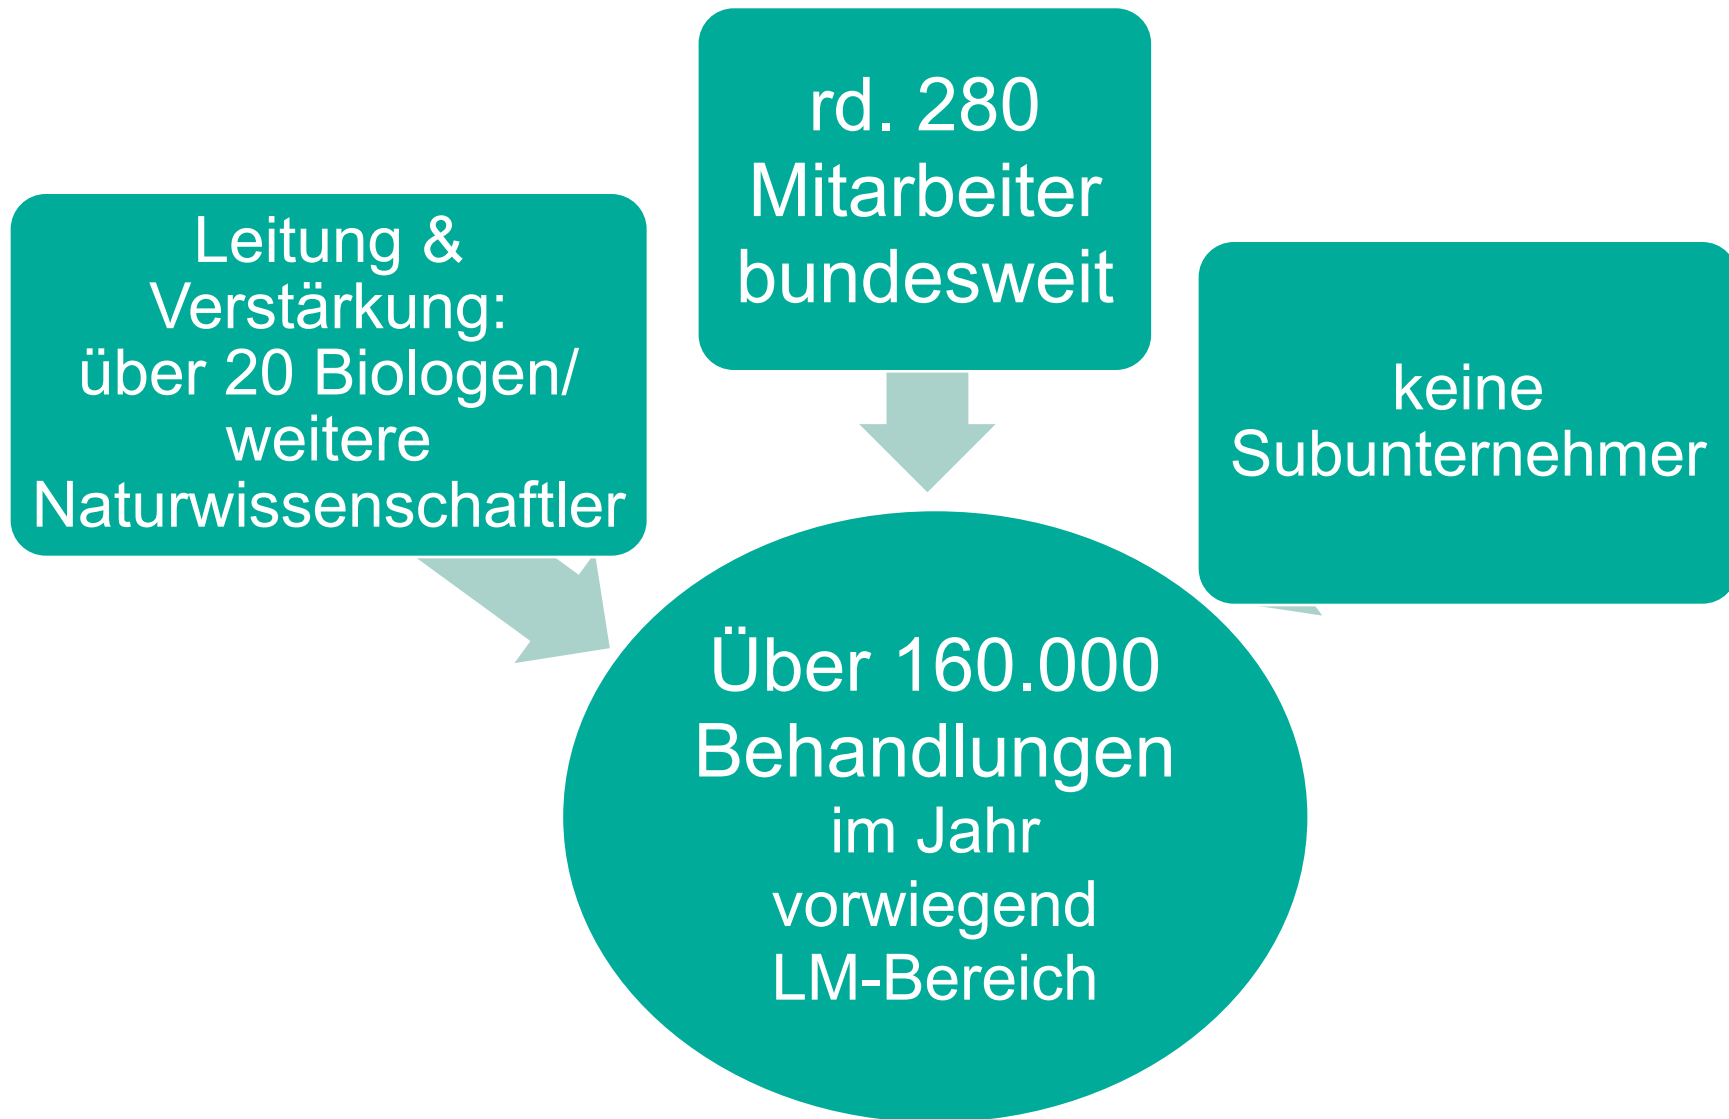 rd. 280
Mitarbeiter
bundesweit
Leitung &
Verstärkung:
über 20 Biologen/
weitere
Naturwissenschaftler
keine
Subunternehmer
Über 160.000
Behandlungen
im Jahr
vorwiegend
LM-Bereich